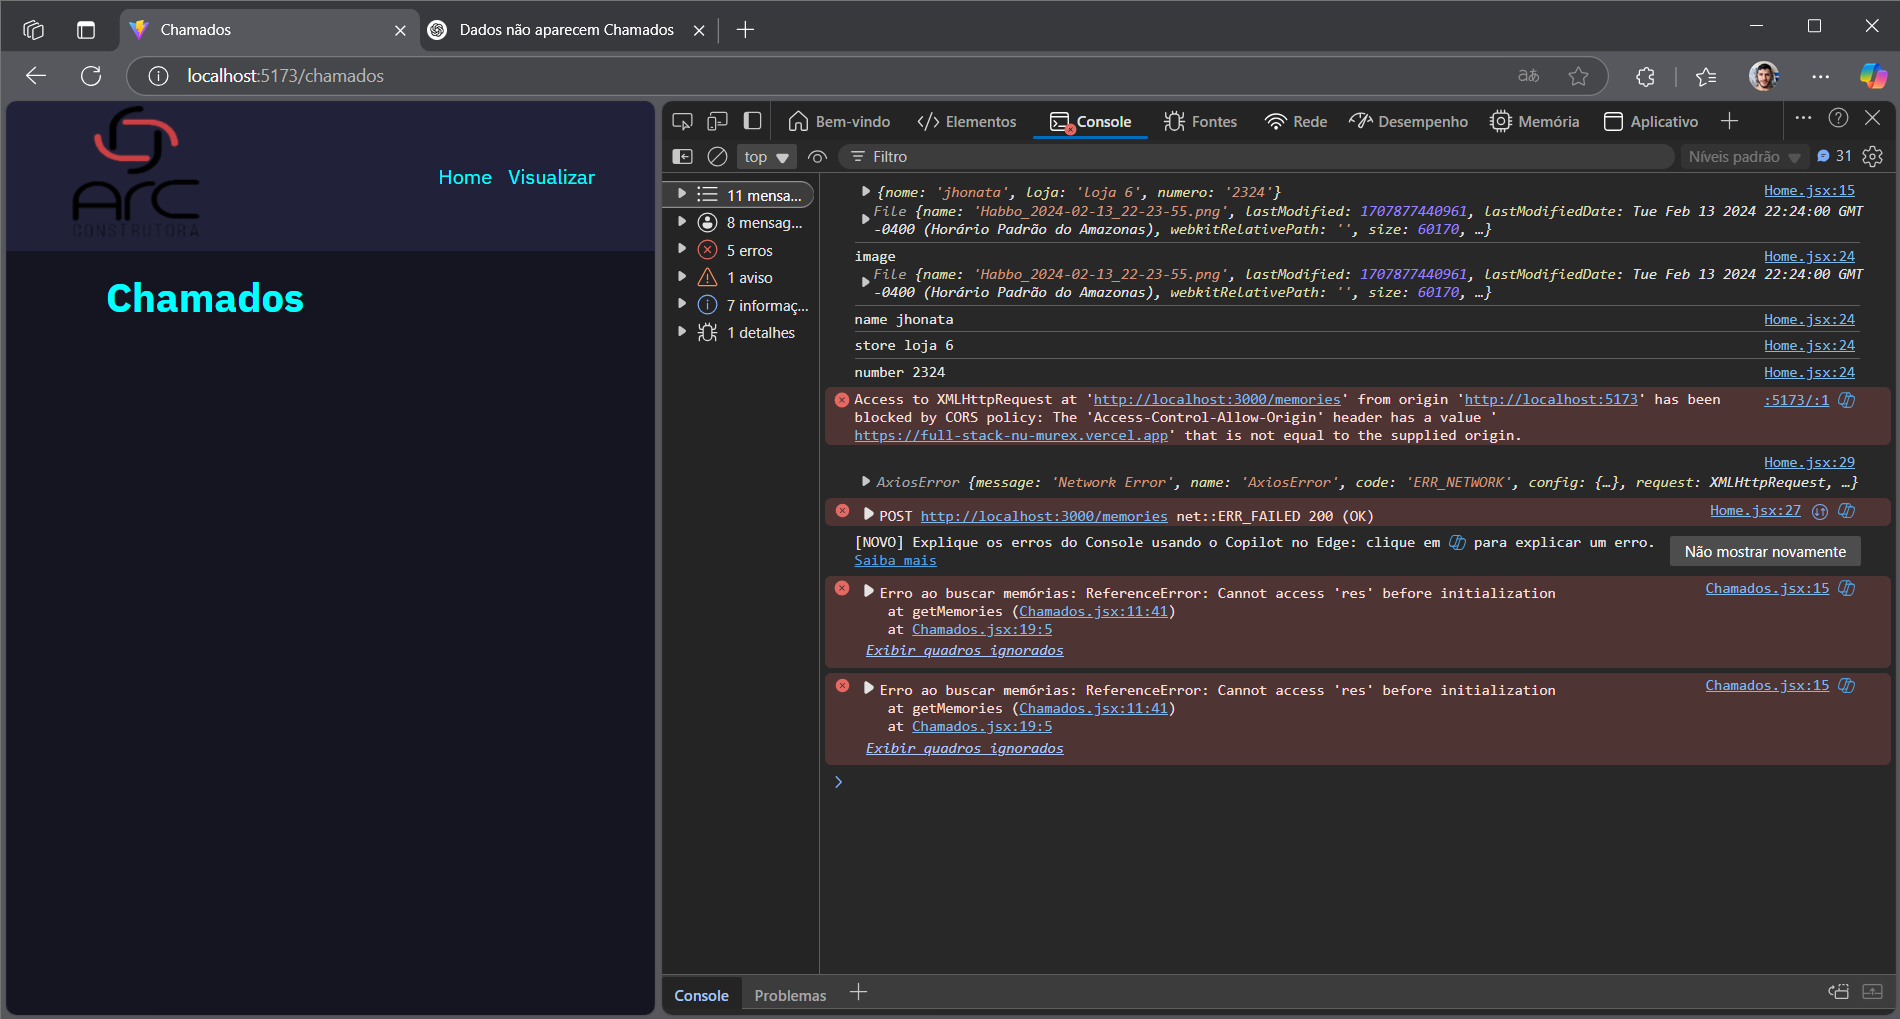 Chamados
Dados não aparecem Chamados
localhost:5173/chamados
aあ
ARC
CONSTRUTORA
Home Visualizar
Chamados
Bem-vindo
Elementos
Console
Fontes
Rede
Desempenho
Memória
Aplicativo
top
Filtro
Níveis padrão
31
11 mensa...
8 mensag...
5 erros
1 aviso
7 informaç...
1 detalhes
{nome: 'jhonata', loja: 'loja 6', numero: '2324'} Home.jsx:15
File {name: 'Habbo_2024-02-13_22-23-55.png', lastModified: 1707877440961, lastModifiedDate: Tue Feb 13 2024 22:24:00 GMT
-0400 (Horário Padrão do Amazonas), webkitRelativePath: '', size: 60170, …}
image Home.jsx:24
File {name: 'Habbo_2024-02-13_22-23-55.png', lastModified: 1707877440961, lastModifiedDate: Tue Feb 13 2024 22:24:00 GMT
-0400 (Horário Padrão do Amazonas), webkitRelativePath: '', size: 60170, …}
name jhonata Home.jsx:24
store loja 6 Home.jsx:24
number 2324 Home.jsx:24
Access to XMLHttpRequest at 'http://localhost:3000/memories' from origin 'http://localhost:5173' has been :5173/:1
blocked by CORS policy: The 'Access-Control-Allow-Origin' header has a value '
https://full-stack-nu-murex.vercel.app' that is not equal to the supplied origin.
Home.jsx:29
AxiosError {message: 'Network Error', name: 'AxiosError', code: 'ERR_NETWORK', config: {…}, request: XMLHttpRequest, …}
POST http://localhost:3000/memories net::ERR_FAILED 200 (OK) Home.jsx:27
[NOVO] Explique os erros do Console usando o Copilot no Edge: clique em para explicar um erro.
Saiba mais
Não mostrar novamente
Erro ao buscar memórias: ReferenceError: Cannot access 'res' before initialization Chamados.jsx:15
at getMemories (Chamados.jsx:11:41)
at Chamados.jsx:19:5
Exibir quadros ignorados
Erro ao buscar memórias: ReferenceError: Cannot access 'res' before initialization Chamados.jsx:15
at getMemories (Chamados.jsx:11:41)
at Chamados.jsx:19:5
Exibir quadros ignorados
Console
Problemas